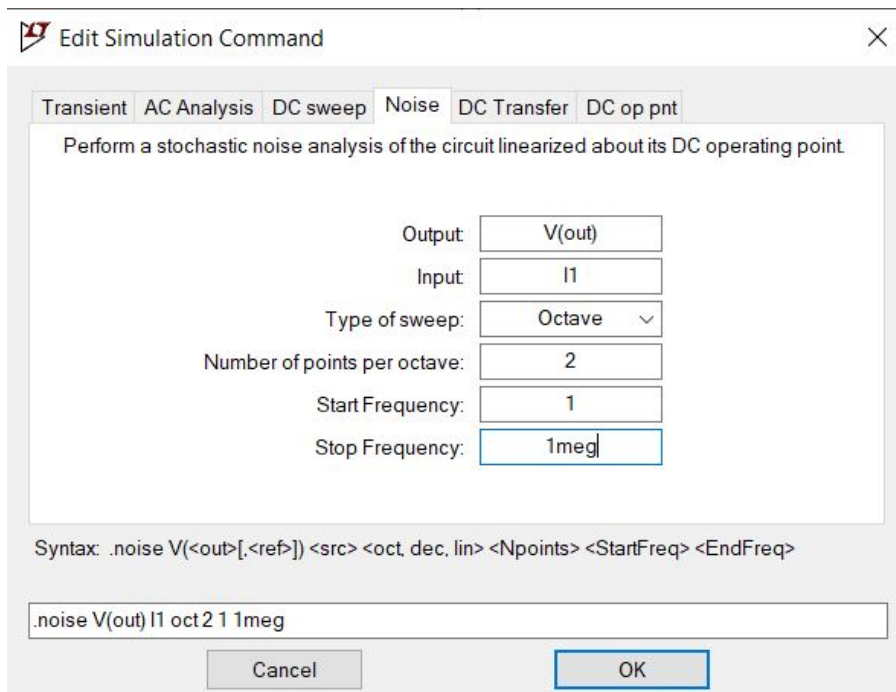 Edit Simulation Command
Transient AC Analysis DC sweep Noise DC Transfer DC op pnt
Perform a stochastic noise analysis of the circuit linearized about its DC operating point.
Output: V(out)
Input: I1
Type of sweep: Octave
Number of points per octave: 2
Start Frequency: 1
Stop Frequency: 1meg
Syntax: .noise V(<out>[,<ref>]) <src> <oct, dec, lin> <Npoints> <StartFreq> <EndFreq>
.noise V(out) I1 oct 2 1 1meg
Cancel OK